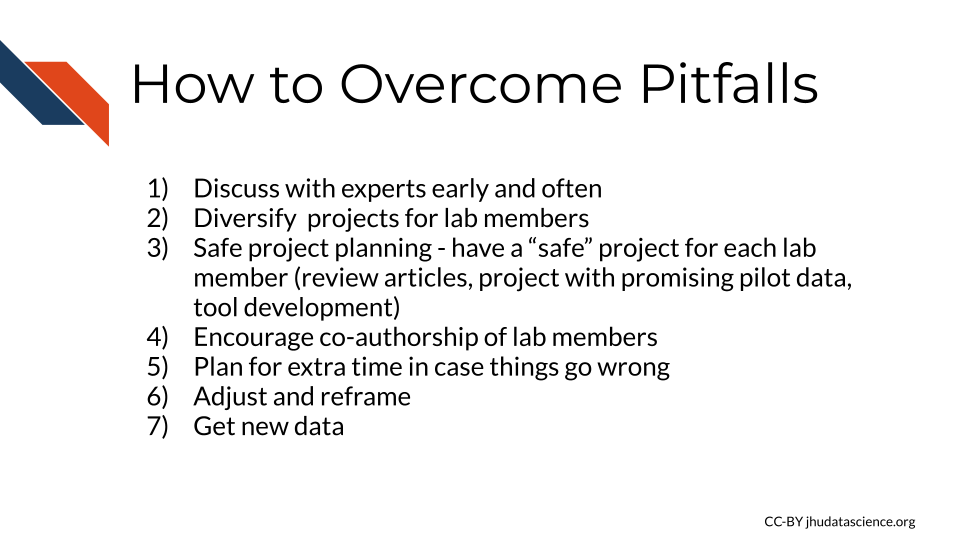 How to Overcome Pitfalls
1) Discuss with experts early and often
2) Diversify  projects for lab members
3) Safe project planning - have a “safe” project for each lab
member (review articles, project with promising pilot data,
tool development)
4) Encourage co-authorship of lab members
5) Plan for extra time in case things go wrong
6) Adjust and reframe
7) Get new data
CC-BY jhudatascience.org